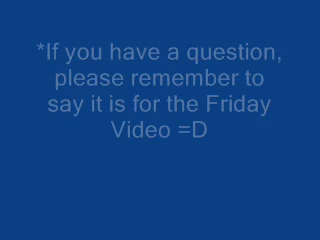 *If you have a question,
please remember to
say it is for the Friday
Video =D